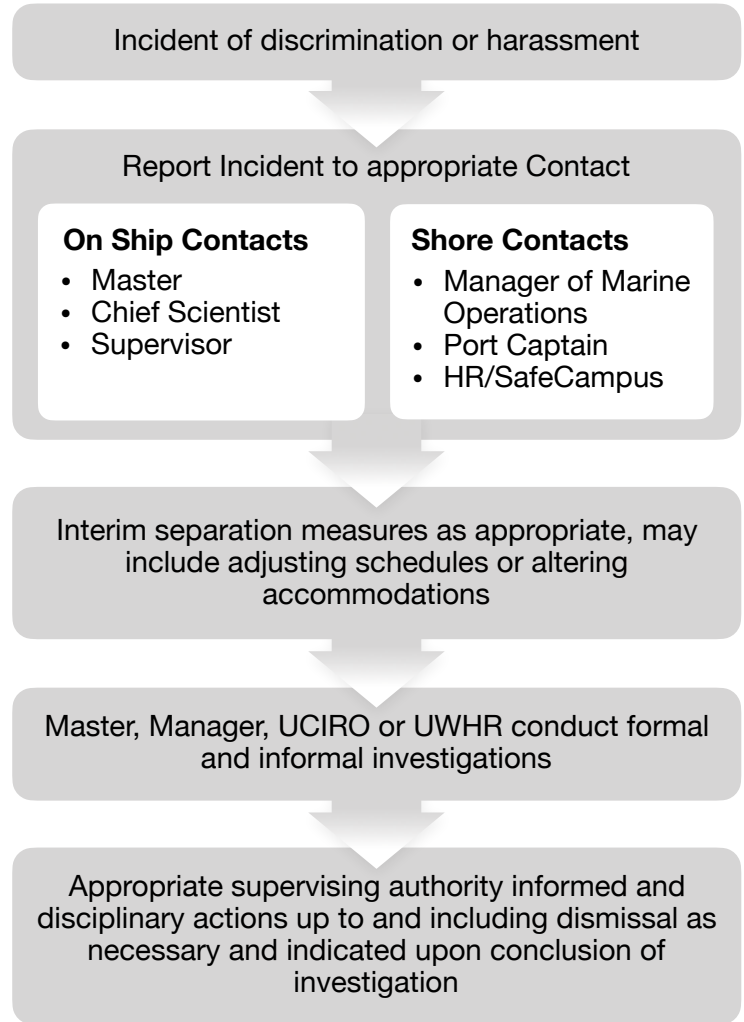 Incident of discrimination or harassment
Report Incident to appropriate Contact
On Ship Contacts
• Master
• Chief Scientist
• Supervisor
Shore Contacts
• Manager of Marine
Operations
• Port Captain
• HR/SafeCampus
Interim separation measures as appropriate, may
include adjusting schedules or altering
accommodations
Master, Manager, UCIRO or UWHR conduct formal
and informal investigations
Appropriate supervising authority informed and
disciplinary actions up to and including dismissal as
necessary and indicated upon conclusion of
investigation